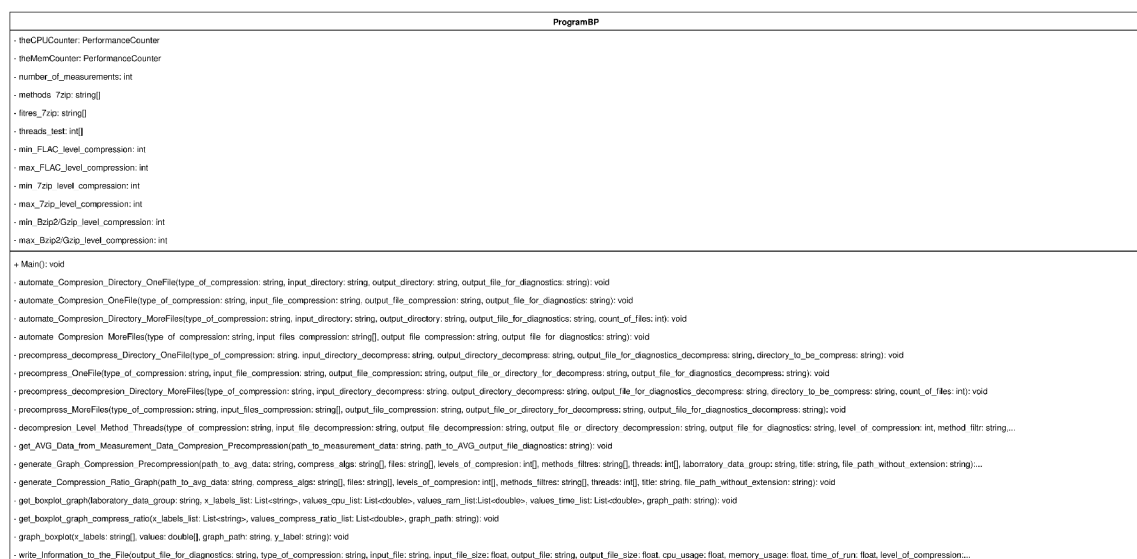 ProgramBP
- theCPUCounter: PerformanceCounter
- theMemCounter: PerformanceCounter
- number_of_measurements: int
- methods_7zip: string[]
- fitres_7zip: string[]
- threads_test: int[]
- min_FLAC_level_compression: int
- max_FLAC_level_compression: int
- min_7zip_level_compression: int
- max_7zip_level_compression: int
- min_Bzip2/Gzip_level_compression: int
- max_Bzip2/Gzip_level_compression: int
+ Main(): void
- automate_Compresion_Directory_OneFile(type_of_compression: string, input_directory: string, output_directory: string, output_file_for_diagnostics: string): void
- automate_Compresion_OneFile(type_of_compression: string, input_file_compression: string, output_file_compression: string, output_file_for_diagnostics: string): void
- automate_Compresion_Directory_MoreFiles(type_of_compression: string, input_directory: string, output_directory: string, output_file_for_diagnostics: string, count_of_files: int): void
- automate_Compresion_MoreFiles(type_of_compression: string, input_files_compression: string[], output_file_compression: string, output_file_for_diagnostics: string): void
- precompress_decompress_Directory_OneFile(type_of_compression: string, input_directory_decompress: string, output_directory_decompress: string, output_file_for_diagnostics_decompress: string, directory_to_be_compress: string): void
- precompress_OneFile(type_of_compression: string, input_file_compression: string, output_file_compression: string, output_file_or_directory_for_decompress: string, output_file_for_diagnostics_decompress: string): void
- precompress_decompresion_Directory_MoreFiles(type_of_compression: string, input_directory_decompress: string, output_directory_decompress: string, output_file_for_diagnostics_decompress: string, directory_to_be_compress: string, count_of_files: int): void
- precompress_MoreFiles(type_of_compression: string, input_files_compression: string[], output_file_compression: string, output_file_or_directory_for_decompress: string, output_file_for_diagnostics_decompress: string): void
- decompresion_Level_Method_Threads(type_of_compression: string, input_file_decompression: string, output_file_decompression: string, output_file_or_directory_decompression: string, output_file_for_diagnostics: string, level_of_compression: int, method_filtr: string,...
- get_AVG_Data_from_Measurement_Data_Compresion_Precompression(path_to_measurement_data: string, path_to_AVG_output_file_diagnostics: string): void
- generate_Graph_Compression_Precompression(path_to_avg_data: string, compress_algs: string[], files: string[], levels_of_compresion: int[], methods_filtres: string[], threads: int[], laborratory_data_group: string, title: string, file_path_without_extension: string):...
- generate_Compression_Ratio_Graph(path_to_avg_data: string, compress_algs: string[], files: string[], levels_of_compresion: int[], methods_filtres: string[], threads: int[], title: string, file_path_without_extension: string): void
- get_boxplot_graph(laboratory_data_group: string, x_labels_list: List<string>, values_cpu_list: List<double>, values_ram_list:List<double>, values_time_list: List<double>, graph_path: string): void
- get_boxplot_graph_compress_ratio(x_labels_list: List<string>, values_compress_ratio_list: List<double>, graph_path: string): void
- graph_boxplot(x_labels: string[], values: double[], graph_path: string, y_label: string): void
- write_Information_to_the_File(output_file_for_diagnostics: string, type_of_compression: string, input_file: string, input_file_size: float, output_file: string, output_file_size: float, cpu_usage: float, memory_usage: float, time_of_run: float, level_of_compression:...